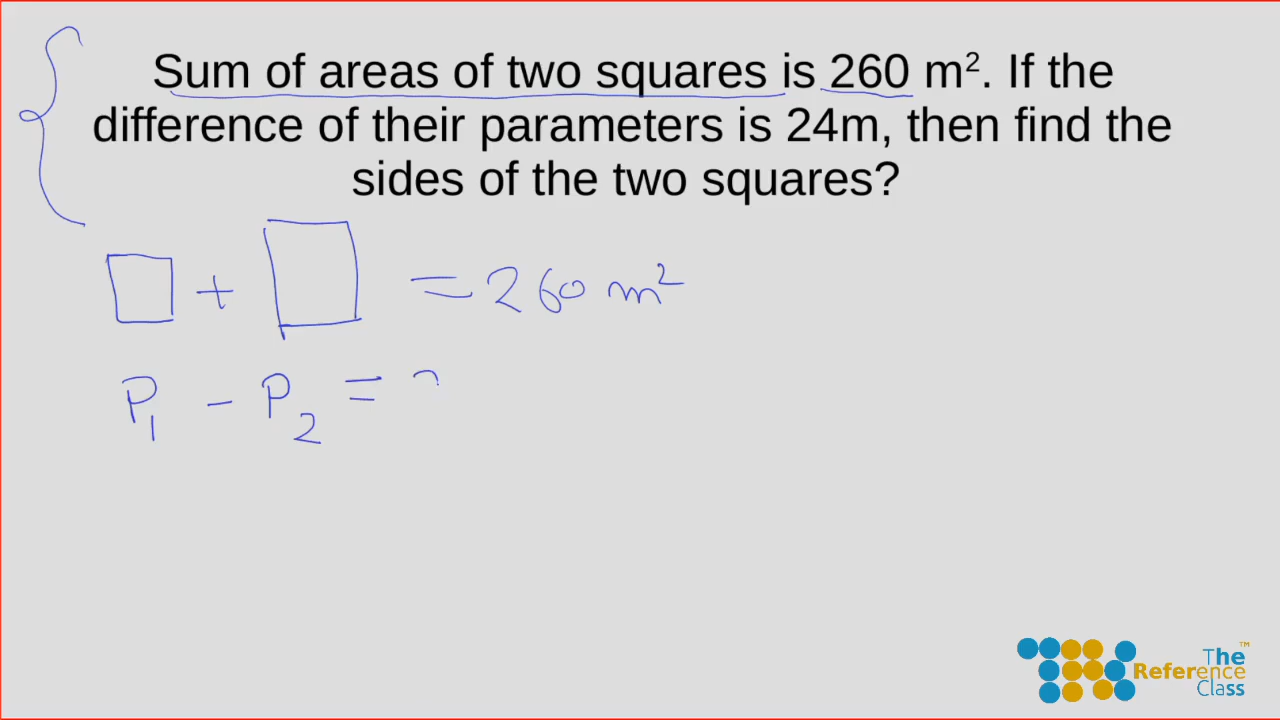 Sum of areas of two squares is 260 m². If the
difference of their parameters is 24m, then find the
sides of the two squares?
+ = 260 m²
P₁ - P₂ =
The
Reference
Class
™